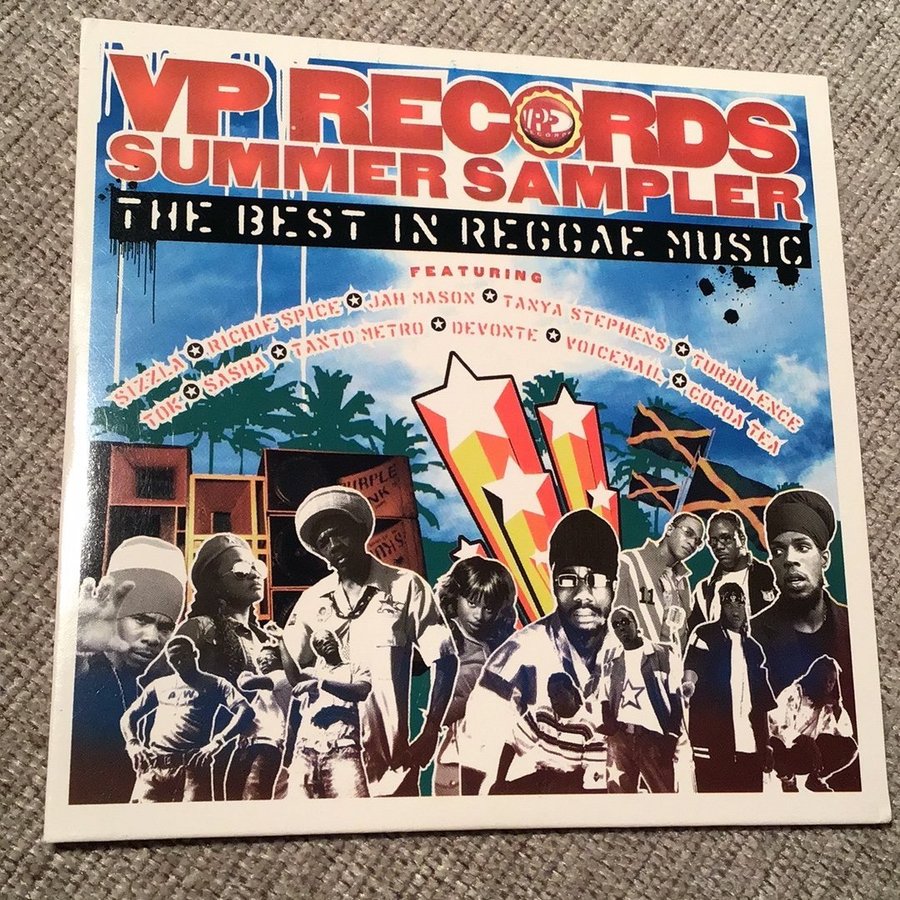 VP RECORDS
SUMMER SAMPLER
THE BEST IN REGGAE MUSIC
FEATURING
SIZZLA ★ RICHIE SPICE ★ JAH MASON ★ TANYA STEPHENS ★ TURBULENCE
TOK ★ SASHA ★ TANTO METRO ★ DEVONTE ★ VOICEMAIL ★ COCOA TEA
11